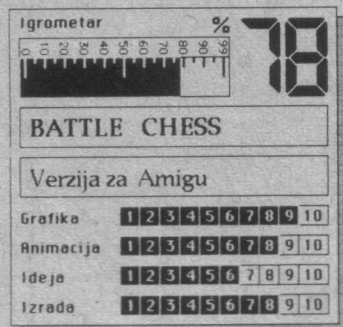 Igrometar % 78
0 10 20 30 40 50 60 70 80 90 99
BATTLE CHESS
Verzija za Amigu
Grafika 1 2 3 4 5 6 7 8 9 10
Animacija 1 2 3 4 5 6 7 8 9 10
Ideja 1 2 3 4 5 6 7 8 9 10
Izrada 1 2 3 4 5 6 7 8 9 10